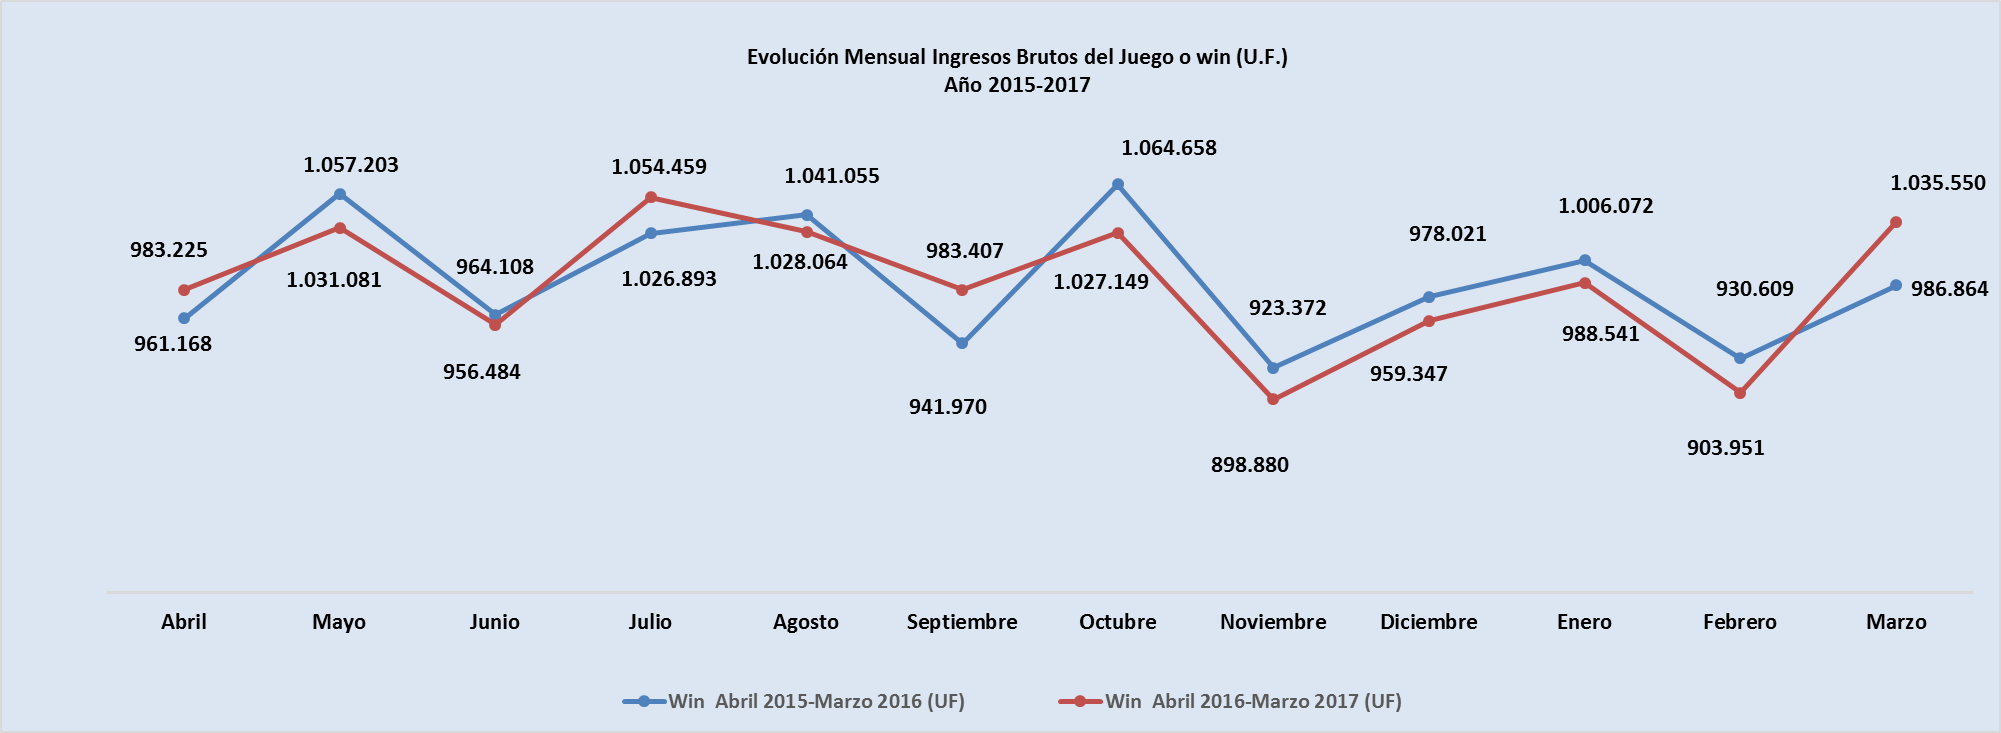 Evolución Mensual Ingresos Brutos del Juego o win (U.F.)
Año 2015-2017
1.057.203
1.054.459
1.041.055
1.064.658
1.035.550
983.225
964.108
983.407
978.021
1.006.072
961.168
1.031.081
1.026.893
1.028.064
1.027.149
923.372
930.609
986.864
956.484
941.970
898.880
959.347
988.541
903.951
Abril
Mayo
Junio
Julio
Agosto
Septiembre
Octubre
Noviembre
Diciembre
Enero
Febrero
Marzo
Win  Abril 2015-Marzo 2016 (UF)
Win  Abril 2016-Marzo 2017 (UF)